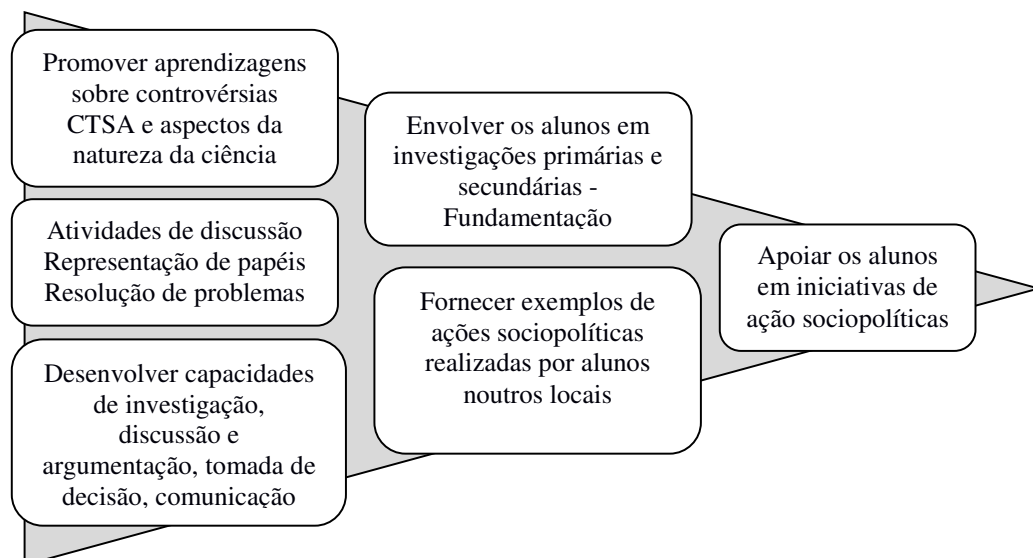 Promover aprendizagens
sobre controvérsias
CTSA e aspectos da
natureza da ciência
Atividades de discussão
Representação de papéis
Resolução de problemas
Desenvolver capacidades
de investigação,
discussão e
argumentação, tomada de
decisão, comunicação
Envolver os alunos em
investigações primárias e
secundárias -
Fundamentação
Fornecer exemplos de
ações sociopolíticas
realizadas por alunos
noutros locais
Apoiar os alunos
em iniciativas de
ação sociopolíticas